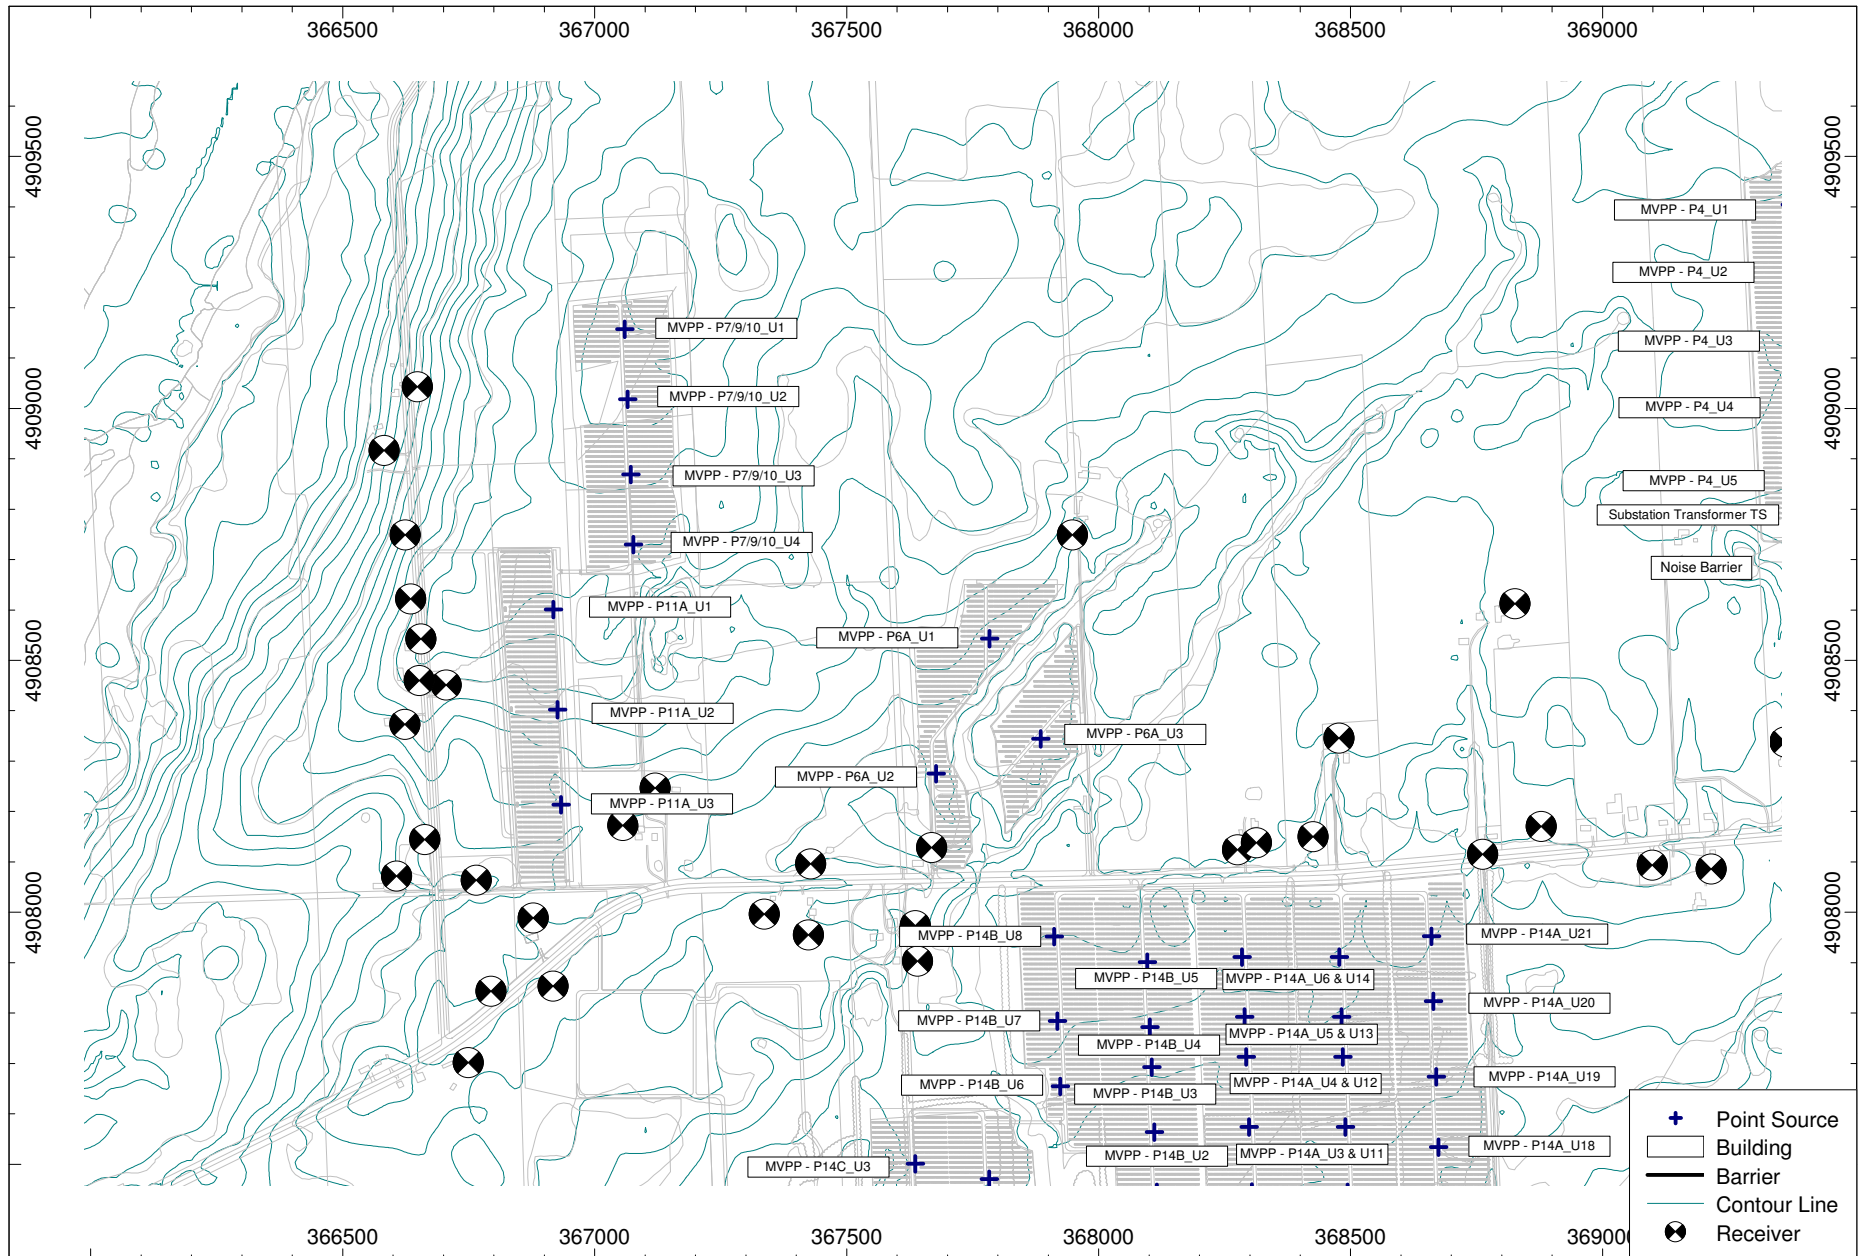 366500 367000 367500 368000 368500 369000
4909500
4909500
MVPP - P4_U1
MVPP - P4_U2
MVPP - P7/9/10_U1
MVPP - P4_U3
4909000
MVPP - P7/9/10_U2
MVPP - P4_U4
4909000
MVPP - P7/9/10_U3
MVPP - P4_U5
Substation Transformer TS
MVPP - P7/9/10_U4
Noise Barrier
MVPP - P11A_U1
MVPP - P6A_U1
4908500
4908500
MVPP - P11A_U2
MVPP - P6A_U3
MVPP - P6A_U2
MVPP - P11A_U3
4908000
MVPP - P14B_U8
MVPP - P14A_U21
4908000
MVPP - P14B_U5
MVPP - P14A_U6 & U14
MVPP - P14A_U20
MVPP - P14B_U7
MVPP - P14A_U5 & U13
MVPP - P14B_U4
MVPP - P14A_U19
MVPP - P14B_U6
MVPP - P14A_U4 & U12
MVPP - P14B_U3
MVPP - P14A_U18
MVPP - P14B_U2
MVPP - P14A_U3 & U11
MVPP - P14C_U3
Point Source
Building
Barrier
Contour Line
Receiver
366500 367000 367500 368000 368500 36900